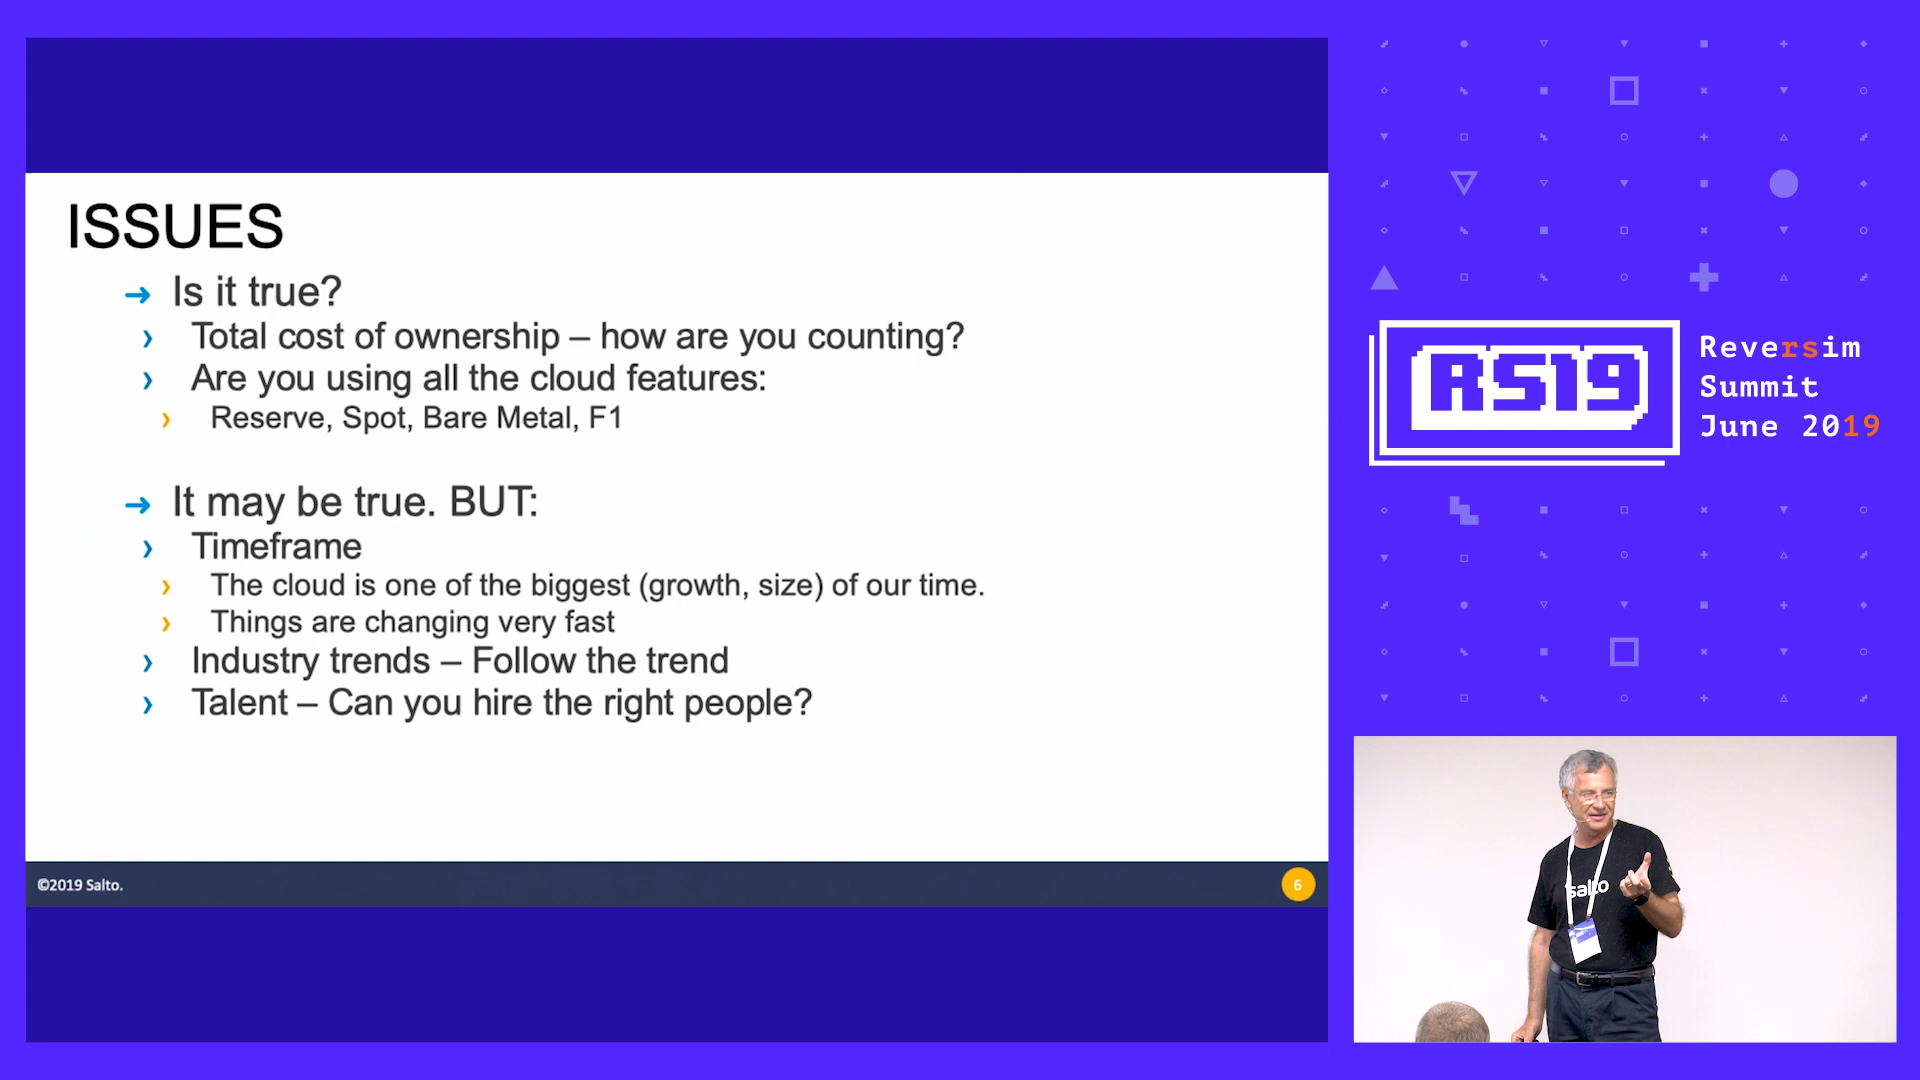 ISSUES
➔ Is it true?
› Total cost of ownership – how are you counting?
› Are you using all the cloud features:
› Reserve, Spot, Bare Metal, F1
➔ It may be true. BUT:
› Timeframe
› The cloud is one of the biggest (growth, size) of our time.
› Things are changing very fast
› Industry trends – Follow the trend
› Talent – Can you hire the right people?
©2019 Salto.
6
RS19
Reversim
Summit
June 2019
salto